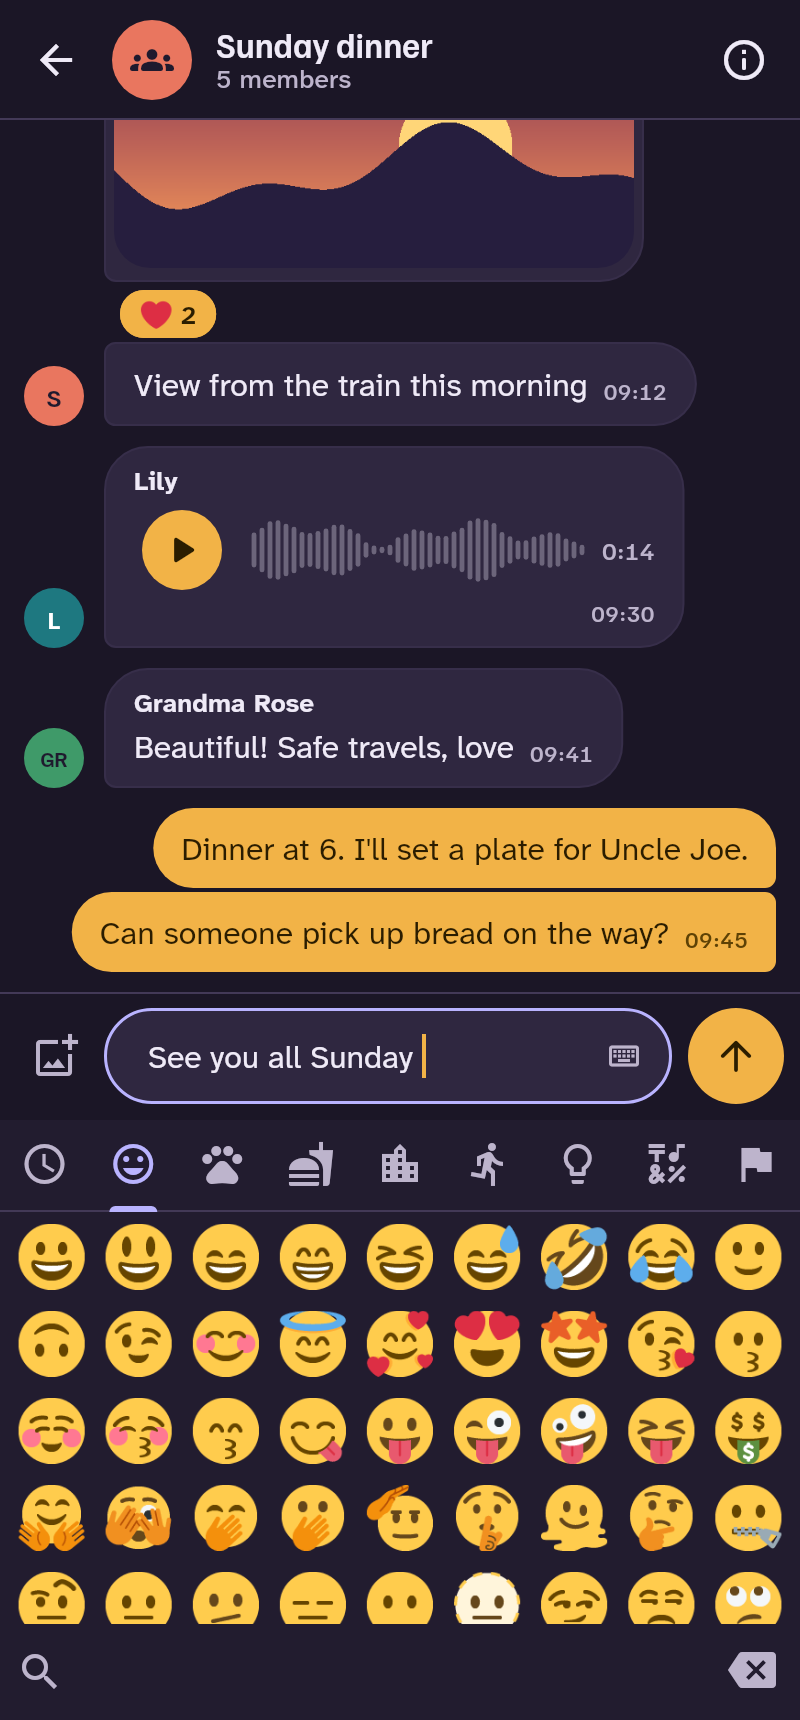 Sunday dinner
5 members
❤️ 2
View from the train this morning 09:12
S
Lily
0:14
09:30
L
Grandma Rose
Beautiful! Safe travels, love 09:41
GR
Dinner at 6. I'll set a plate for Uncle Joe.
Can someone pick up bread on the way? 09:45
See you all Sunday